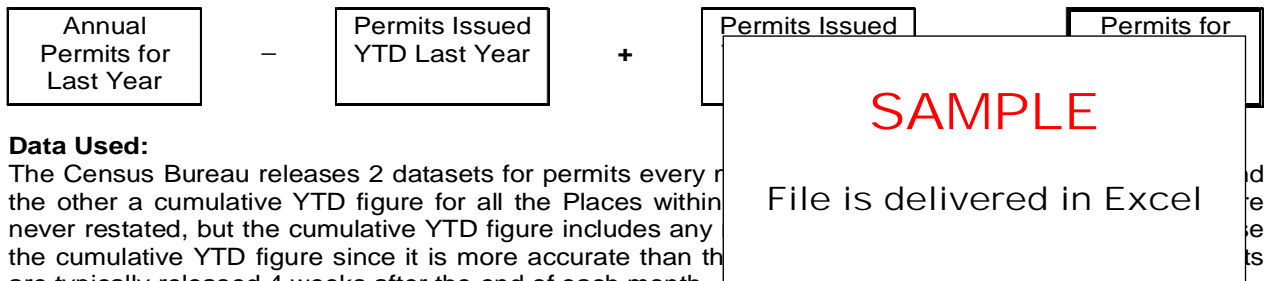 Annual
Permits for
Last Year
–
Permits Issued
YTD Last Year
+
Permits Issued
Permits for
SAMPLE
File is delivered in Excel
Data Used:
The Census Bureau releases 2 datasets for permits every
the other a cumulative YTD figure for all the Places within
never restated, but the cumulative YTD figure includes any
the cumulative YTD figure since it is more accurate than
are typically released 4 weeks after the end of each month